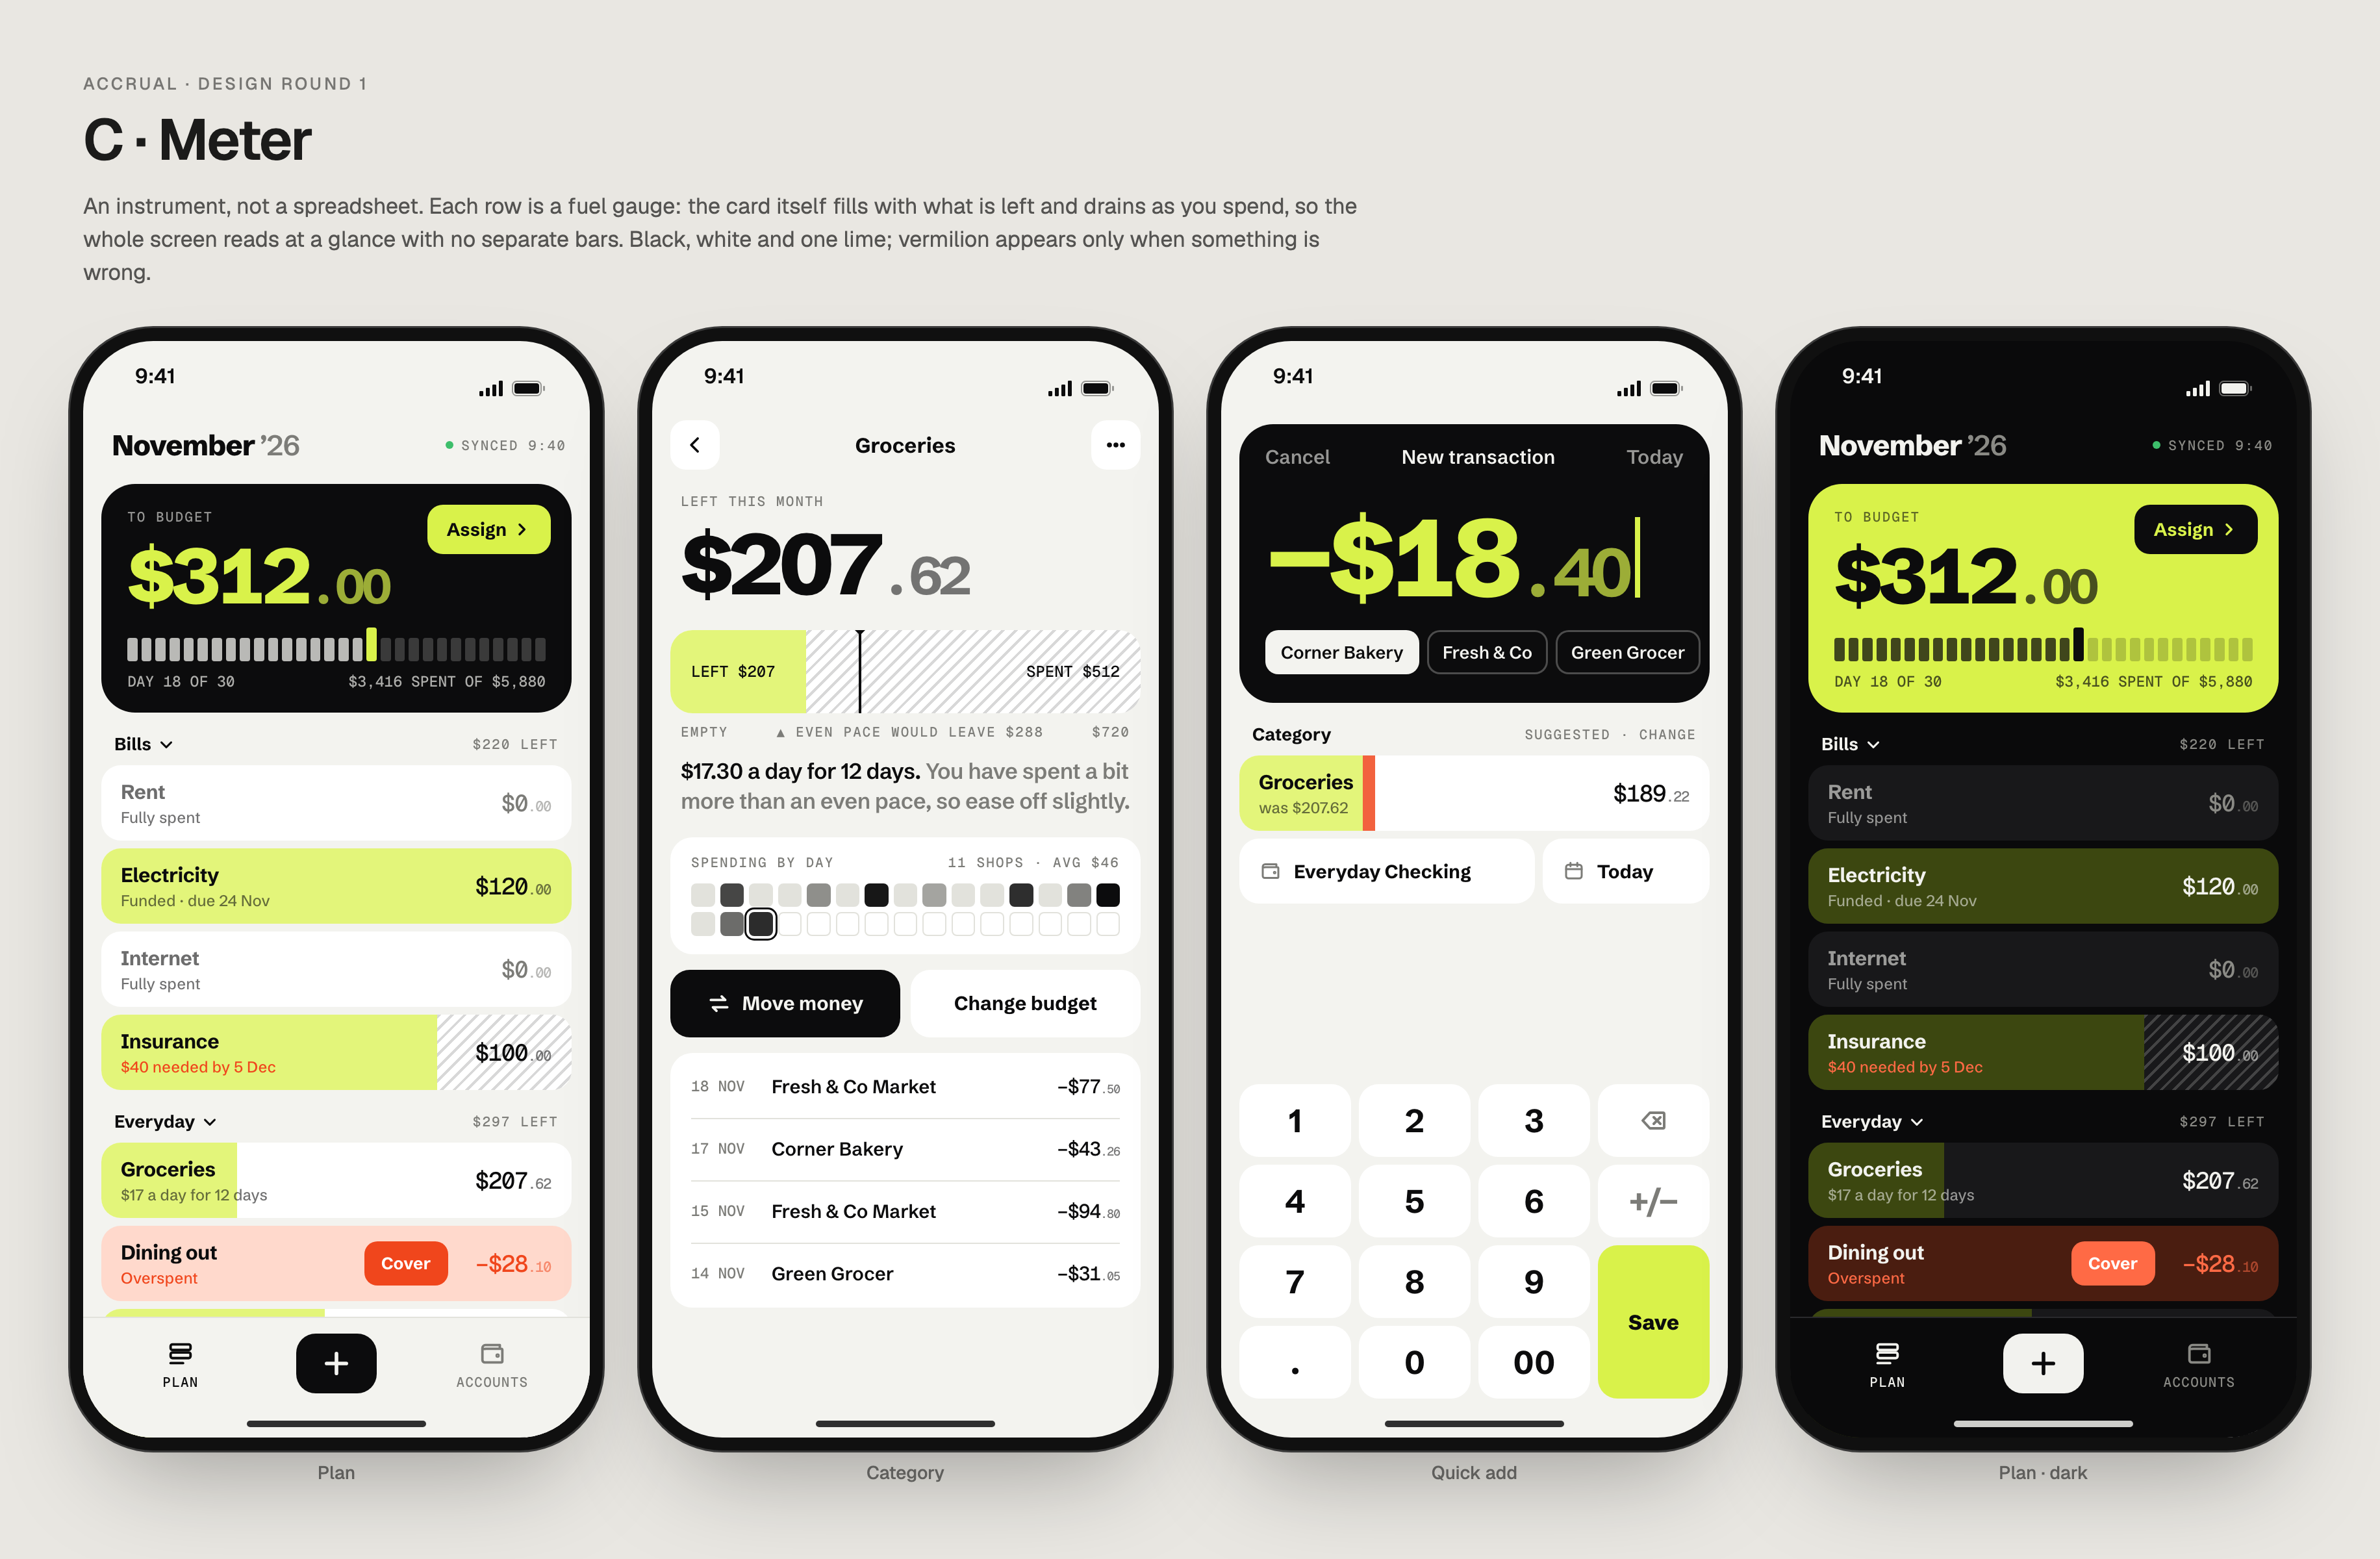 ACCRUAL · DESIGN ROUND 1
C · Meter
An instrument, not a spreadsheet. Each row is a fuel gauge: the card itself fills with what is left and drains as you spend, so the
whole screen reads at a glance with no separate bars. Black, white and one lime; vermilion appears only when something is
wrong.
9:41
November ’26
SYNCED 9:40
TO BUDGET
Assign
$312.00
DAY 18 OF 30
$3,416 SPENT OF $5,880
Bills
$220 LEFT
Rent
Fully spent
$0.00
Electricity
Funded · due 24 Nov
$120.00
Internet
Fully spent
$0.00
Insurance
$40 needed by 5 Dec
$100.00
Everyday
$297 LEFT
Groceries
$17 a day for 12 days
$207.62
Dining out
Overspent
Cover
−$28.10
PLAN
ACCOUNTS
Plan
9:41
Groceries
LEFT THIS MONTH
$207.62
LEFT $207
SPENT $512
EMPTY
▲ EVEN PACE WOULD LEAVE $288
$720
$17.30 a day for 12 days. You have spent a bit
more than an even pace, so ease off slightly.
SPENDING BY DAY
11 SHOPS · AVG $46
Move money
Change budget
18 NOV
Fresh & Co Market
−$77.50
17 NOV
Corner Bakery
−$43.26
15 NOV
Fresh & Co Market
−$94.80
14 NOV
Green Grocer
−$31.05
Category
9:41
Cancel
New transaction
Today
−$18.40
Corner Bakery
Fresh & Co
Green Grocer
Category
SUGGESTED · CHANGE
Groceries
was $207.62
$189.22
Everyday Checking
Today
1
2
3
4
5
6
+/−
7
8
9
Save
.
0
00
Quick add
9:41
November ’26
SYNCED 9:40
TO BUDGET
Assign
$312.00
DAY 18 OF 30
$3,416 SPENT OF $5,880
Bills
$220 LEFT
Rent
Fully spent
$0.00
Electricity
Funded · due 24 Nov
$120.00
Internet
Fully spent
$0.00
Insurance
$40 needed by 5 Dec
$100.00
Everyday
$297 LEFT
Groceries
$17 a day for 12 days
$207.62
Dining out
Overspent
Cover
−$28.10
PLAN
ACCOUNTS
Plan · dark